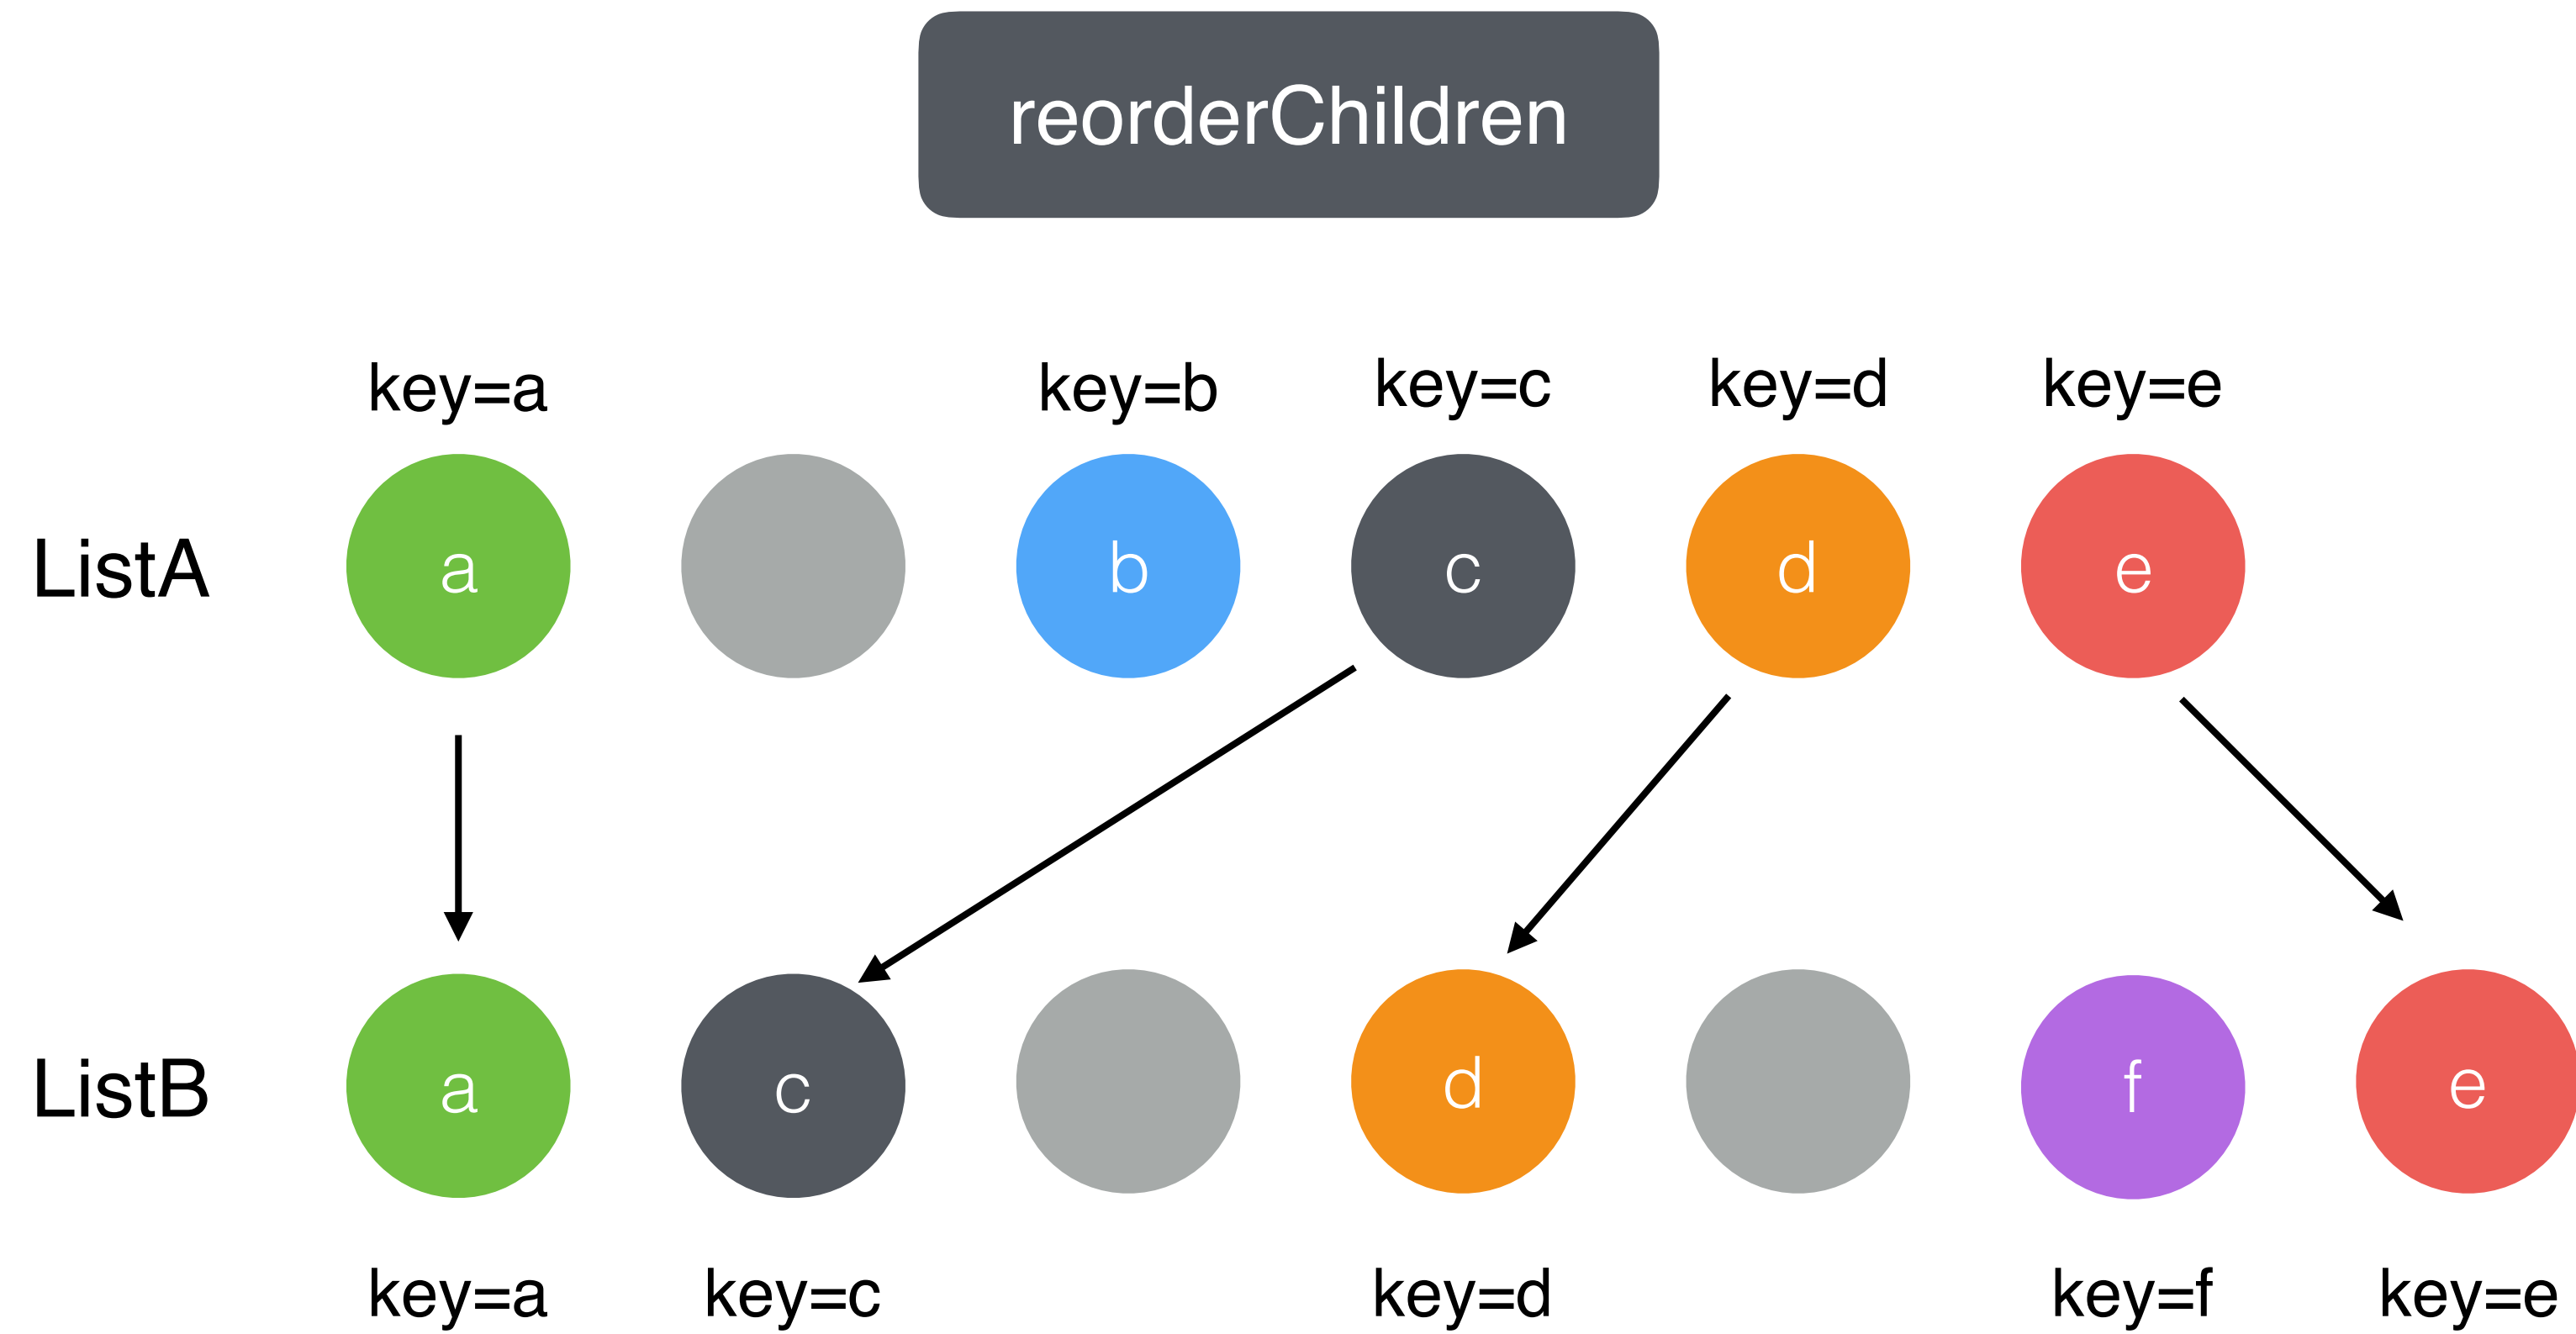 reorderChildren
key=a key=b key=c key=d key=e
ListA a b c d e
ListB a c d f e
key=a key=c key=d key=f key=e